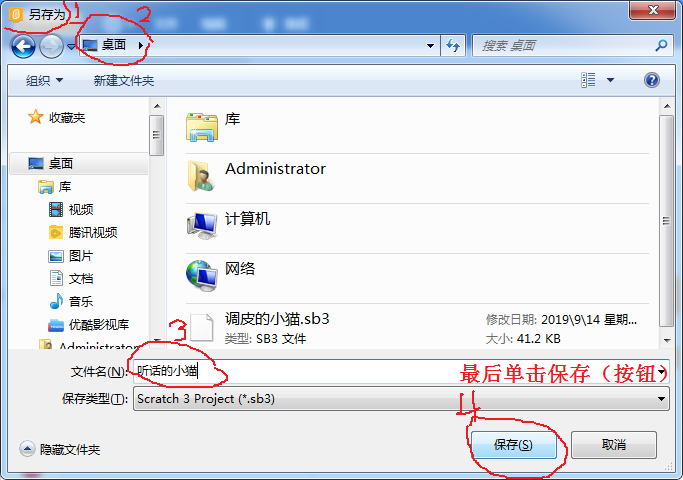 另存为 1
桌面 2
搜索 桌面
组织 新建文件夹
收藏夹
桌面
库
视频
腾讯视频
图片
文档
音乐
优酷影视库
Administrator
库
Administrator
计算机
网络
调皮的小猫.sb3
类型: SB3 文件
修改日期: 2019\9\14 星期...
大小: 41.2 KB
3
文件名(N): 听话的小猫
最后单击保存（按钮）
保存类型(T): Scratch 3 Project (*.sb3)
4
隐藏文件夹 保存(S) 取消